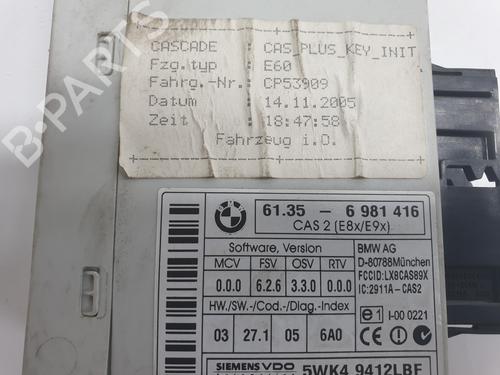 CASCADE : CAS_PLUS_KEY_INIT
Fzg.typ : E60
Fahrg.-Nr.: CP53909
Datum : 14.11.2005
Zeit : 18:47:58
Fahrzeug i.O.
BMW
61.35 - 6 981 416
CAS 2 (E8x/E9x)
Software, Version
MCV FSV OSV RTV
0.0.0 6.2.6 3.3.0 0.0.0
HW./SW.-/Cod.-/Diag.-Index
03 27.1 05 6A0
BMW AG
D-80788München
FCCID:LX8CAS89X
IC:2911A-CAS2
e1 I-00 0221
SIEMENS VDO 5WK4 9412LBF
B-PARTS